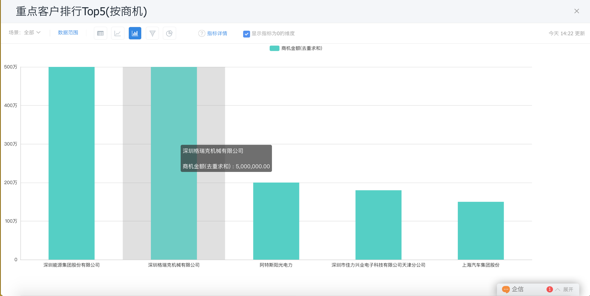 重点客户排行Top5(按商机)
场景: 全部 数据范围 指标详情 显示指标为0的维度 今天 14:22 更新
商机金额(去重求和)
500万
400万
300万
200万
100万
0
深圳格瑞克机械有限公司
商机金额(去重求和) : 5,000,000.00
深圳能源集团股份有限公司 深圳格瑞克机械有限公司 阿特斯阳光电力 深圳市佳力兴业电子科技有限公司天津分公司 上海汽车集团股份
企信 展开